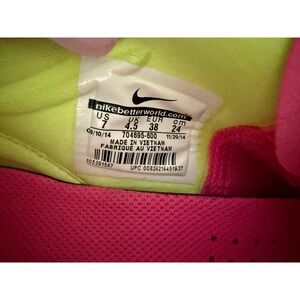 nikebetterworld.com
US UK EUR cm
7 4.5 38 24
09/10/14 704695-600 11/29/14
MADE IN VIETNAM
FABRIQUE AU VIETNAM